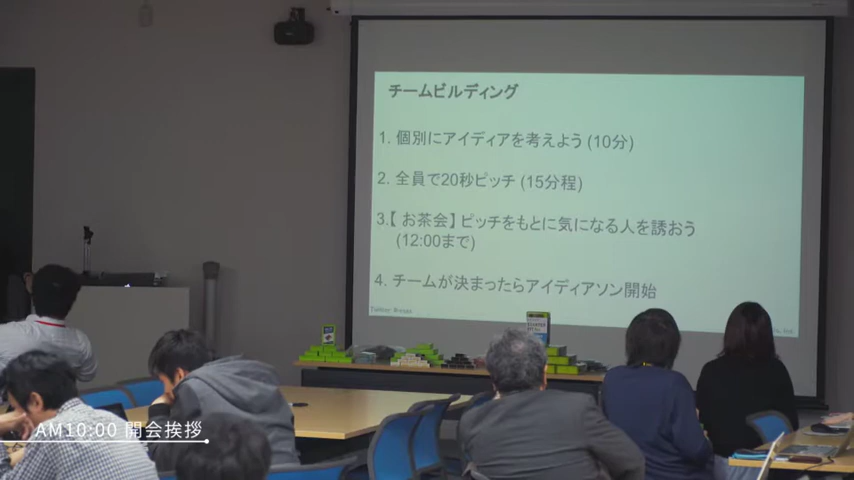 チームビルディング
1. 個別にアイディアを考えよう (10分)
2. 全員で20秒ピッチ (15分程)
3.【 お茶会】 ピッチをもとに気になる人を誘おう
(12:00まで)
4. チームが決まったらアイディアソン開始
AM10:00 開会挨拶